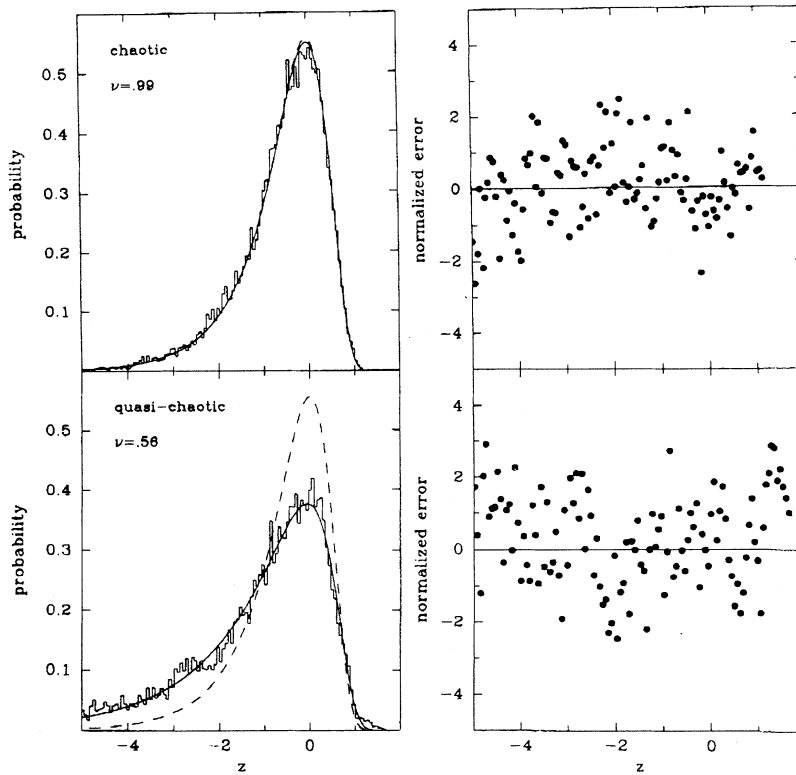 chaotic
ν=.99
probability
0.5
0.4
0.3
0.2
0.1
normalized error
4
2
0
−2
−4
quasi-chaotic
ν=.56
probability
0.5
0.4
0.3
0.2
0.1
−4
−2
0
z
normalized error
4
2
0
−2
−4
−4
−2
0
z